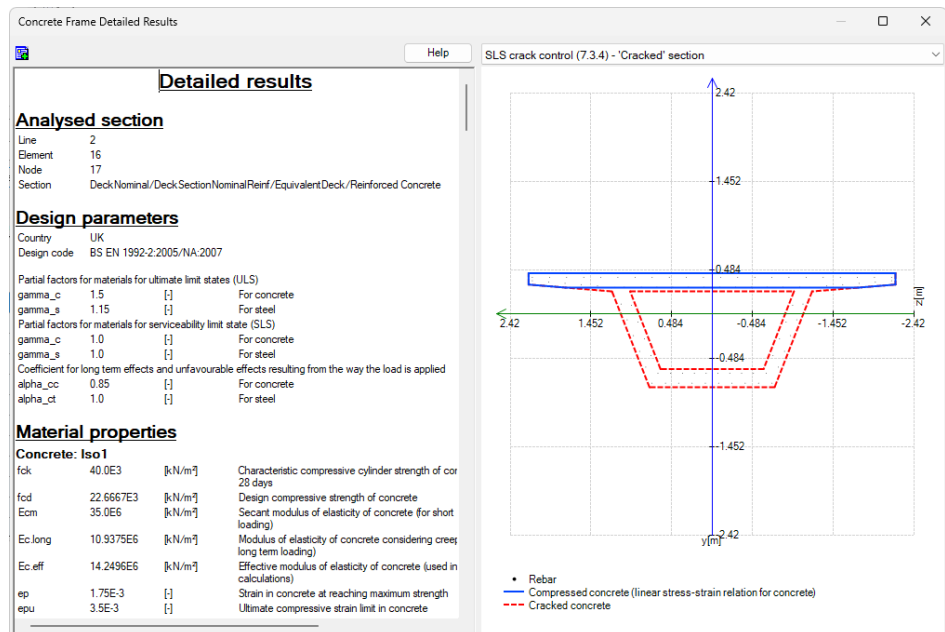 Concrete Frame Detailed Results
Help
SLS crack control (7.3.4) - 'Cracked' section
Detailed results
Analysed section
Line 2
Element 16
Node 17
Section DeckNominal/DeckSectionNominalReinf/EquivalentDeck/Reinforced Concrete
Design parameters
Country UK
Design code BS EN 1992-2:2005/NA:2007
Partial factors for materials for ultimate limit states (ULS)
gamma_c 1.5 [-] For concrete
gamma_s 1.15 [-] For steel
Partial factors for materials for serviceability limit state (SLS)
gamma_c 1.0 [-] For concrete
gamma_s 1.0 [-] For steel
Coefficient for long term effects and unfavourable effects resulting from the way the load is applied
alpha_cc 0.85 [-] For concrete
alpha_ct 1.0 [-] For steel
Material properties
Concrete: Iso1
fck 40.0E3 [kN/m²] Characteristic compressive cylinder strength of cor
28 days
fcd 22.6667E3 [kN/m²] Design compressive strength of concrete
Ecm 35.0E6 [kN/m²] Secant modulus of elasticity of concrete (for short
loading)
Ec.long 10.9375E6 [kN/m²] Modulus of elasticity of concrete considering creep
long term loading)
Ec.eff 14.2496E6 [kN/m²] Effective modulus of elasticity of concrete (used in
calculations)
ep 1.75E-3 [-] Strain in concrete at reaching maximum strength
epu 3.5E-3 [-] Ultimate compressive strain limit in concrete
2.42
1.452
0.484
z[m]
2.42 1.452 0.484 -0.484 -1.452 -2.42
-0.484
-1.452
-2.42
y[m]
Rebar
Compressed concrete (linear stress-strain relation for concrete)
Cracked concrete